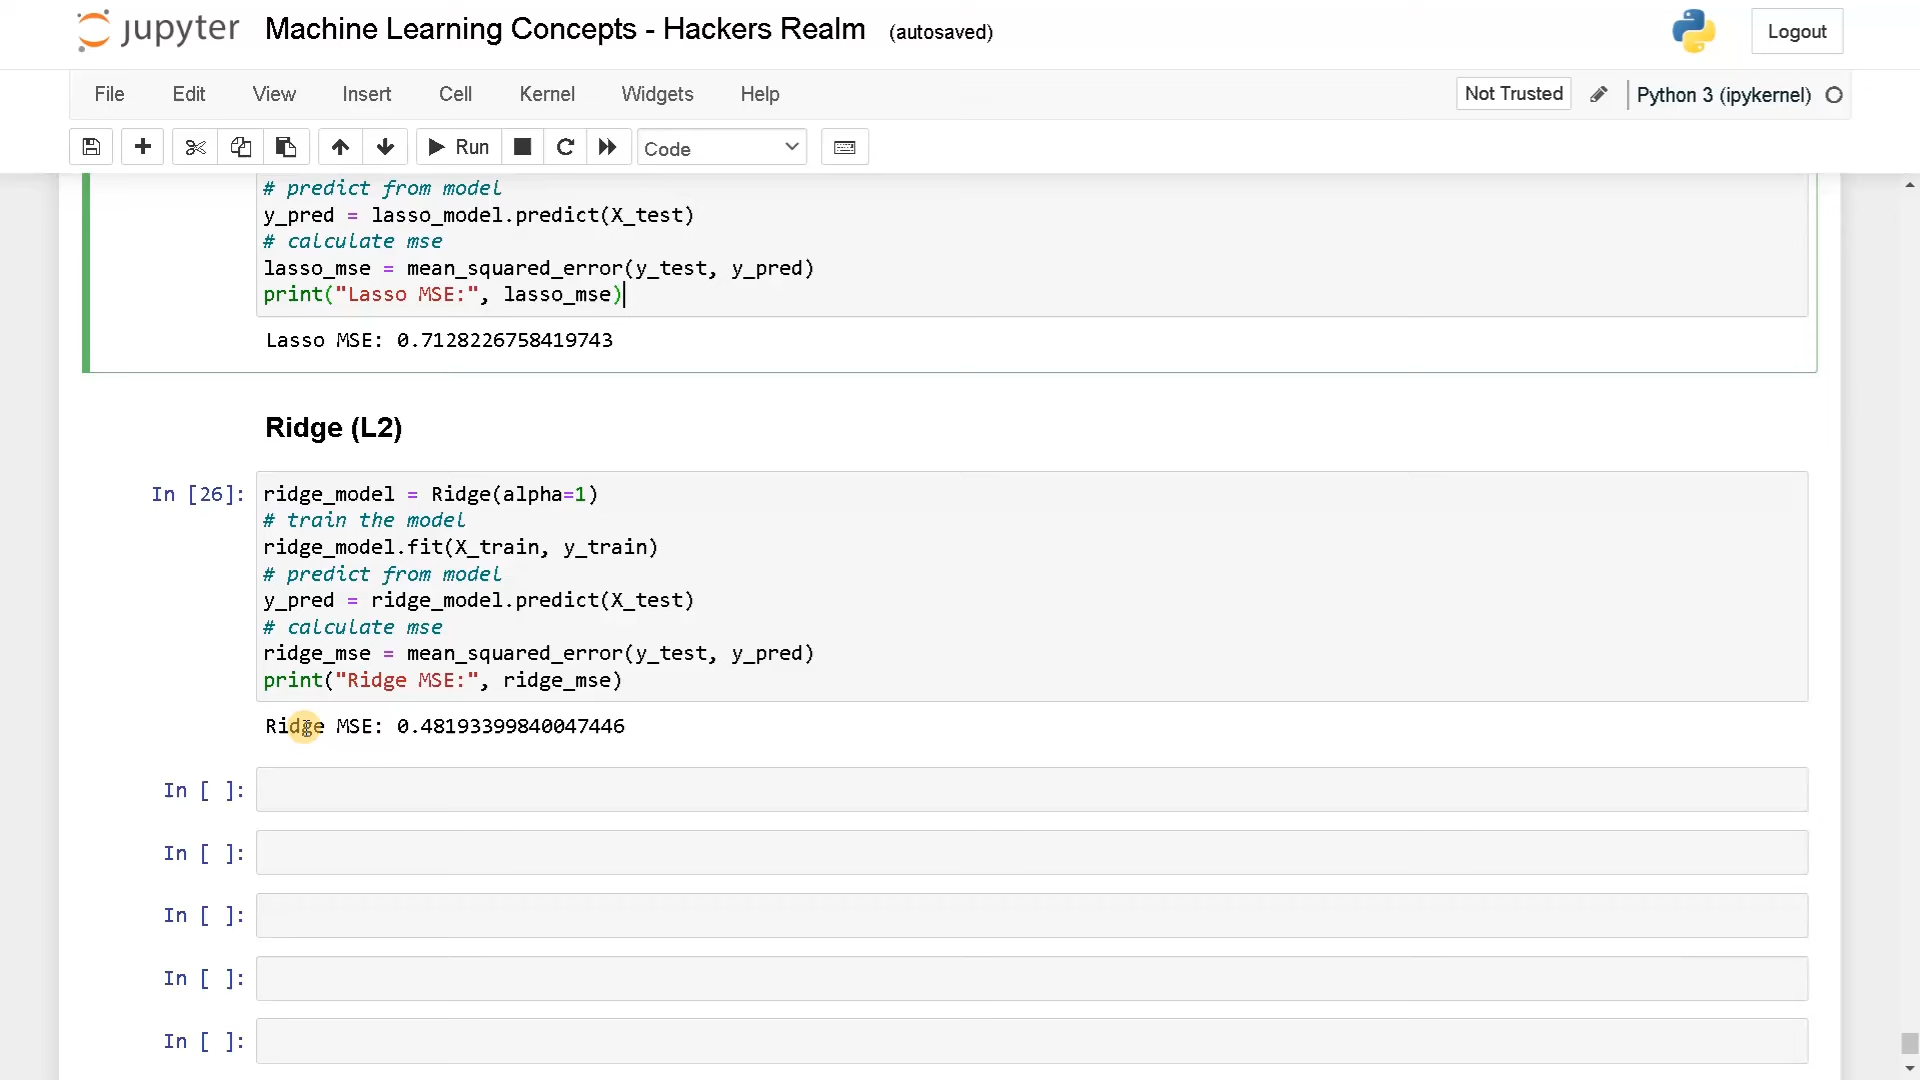 jupyter Machine Learning Concepts - Hackers Realm (autosaved) Logout
File Edit View Insert Cell Kernel Widgets Help Not Trusted Python 3 (ipykernel)
Run Code
# predict from model
y_pred = lasso_model.predict(X_test)
# calculate mse
lasso_mse = mean_squared_error(y_test, y_pred)
print("Lasso MSE:", lasso_mse)
Lasso MSE: 0.7128226758419743
Ridge (L2)
In [26]: ridge_model = Ridge(alpha=1)
# train the model
ridge_model.fit(X_train, y_train)
# predict from model
y_pred = ridge_model.predict(X_test)
# calculate mse
ridge_mse = mean_squared_error(y_test, y_pred)
print("Ridge MSE:", ridge_mse)
Ridge MSE: 0.48193399840047446
In [ ]:
In [ ]:
In [ ]:
In [ ]:
In [ ]: